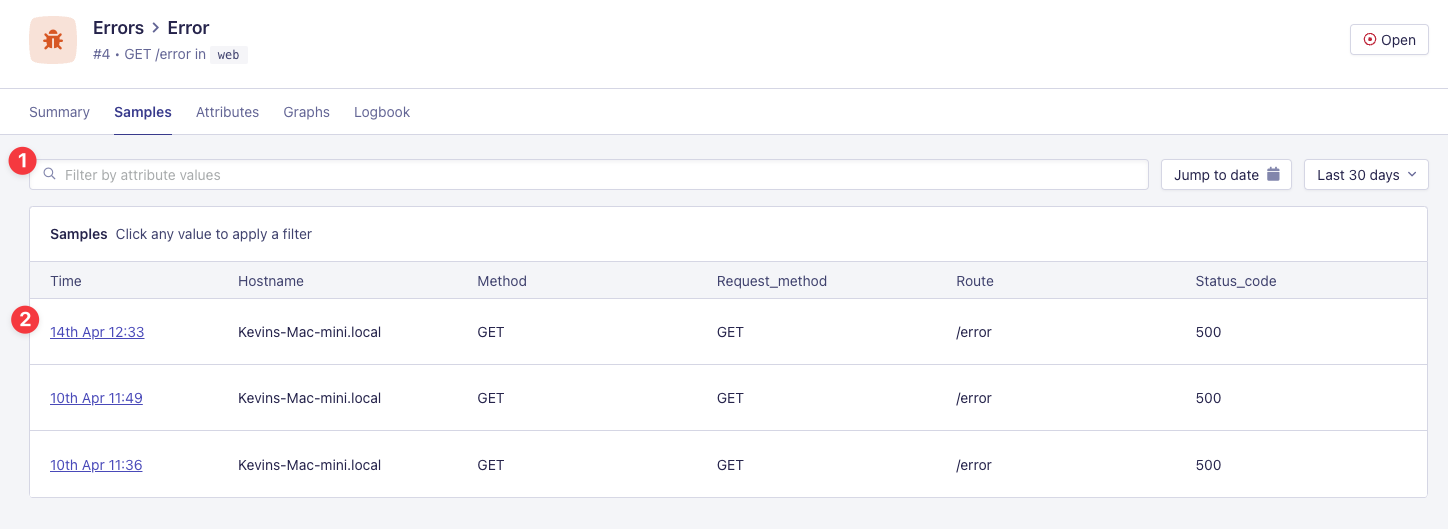 Errors > Error
#4 • GET /error in web
Open
Summary Samples Attributes Graphs Logbook
1
Filter by attribute values
Jump to date
Last 30 days
Samples Click any value to apply a filter
Time Hostname Method Request_method Route Status_code
2
14th Apr 12:33 Kevins-Mac-mini.local GET GET /error 500
10th Apr 11:49 Kevins-Mac-mini.local GET GET /error 500
10th Apr 11:36 Kevins-Mac-mini.local GET GET /error 500